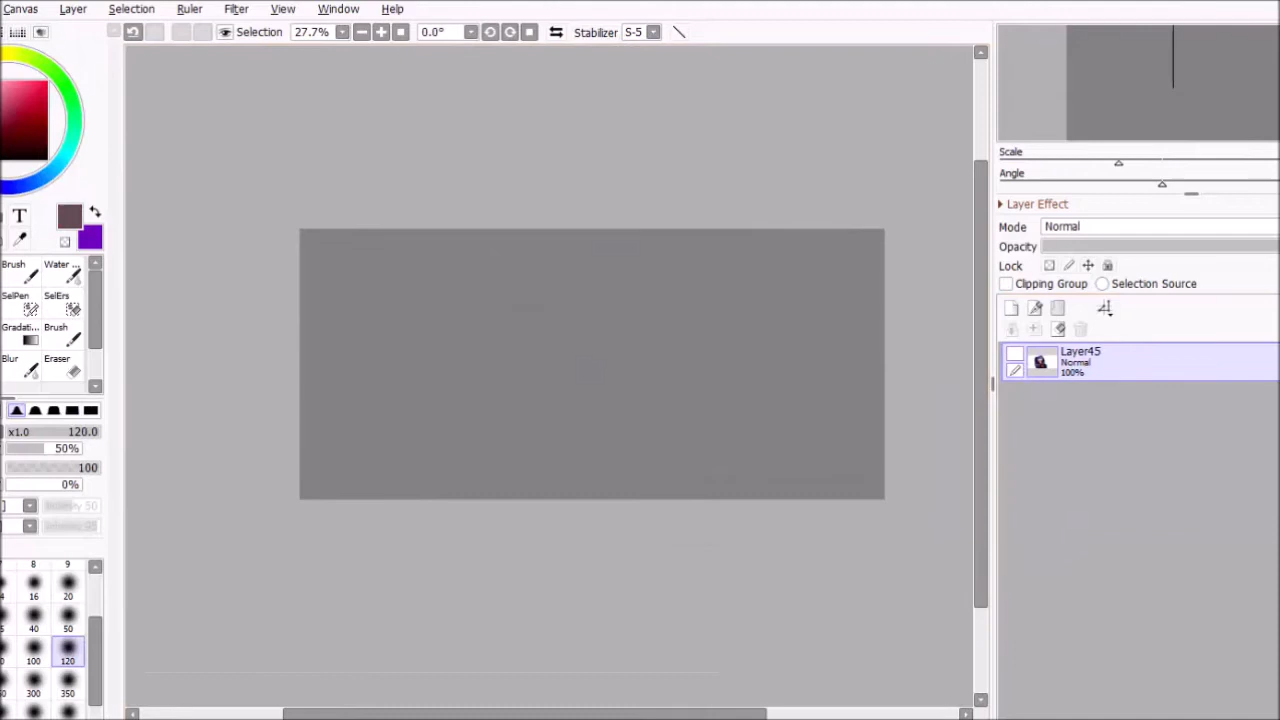 Canvas Layer Selection Ruler Filter View Window Help
Selection 27.7% 0.0° Stabilizer S-5
Scale
Angle
Layer Effect
Mode Normal
Opacity
Lock
Clipping Group Selection Source
Layer45
Normal
100%
T
Brush Water ...
SelPen SelErs
Gradati... Brush
Blur Eraser
x1.0 120.0
50%
100
0%
50
95
8 9
16 20
40 50
100 120
300 350